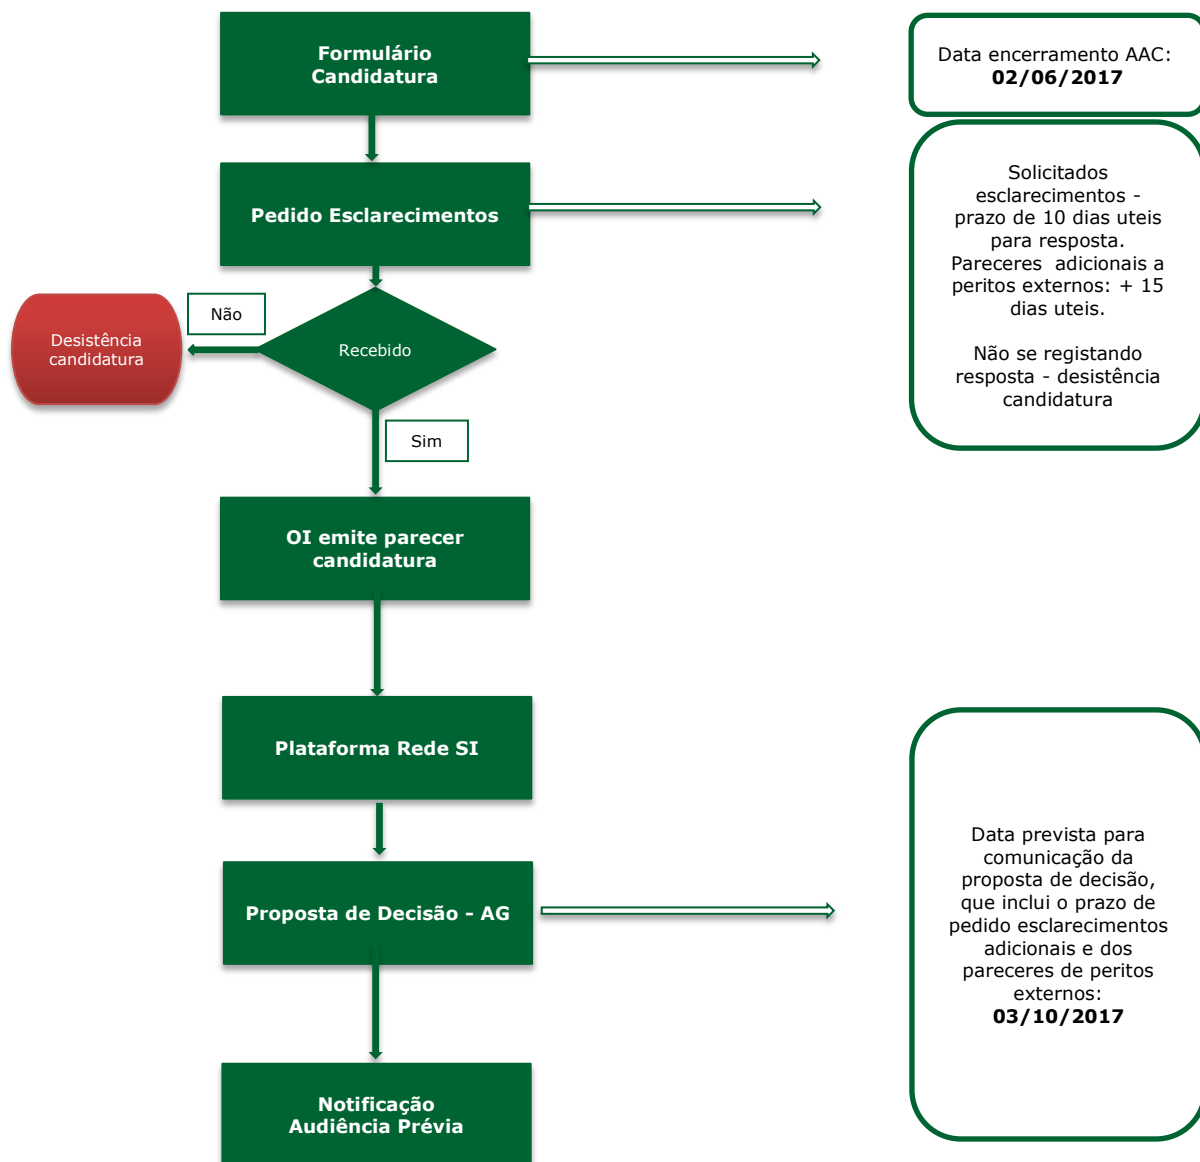 Formulário
Candidatura
Data encerramento AAC:
02/06/2017
Pedido Esclarecimentos
Solicitados
esclarecimentos -
prazo de 10 dias uteis
para resposta.
Pareceres adicionais a
peritos externos: + 15
dias uteis.
Não se registando
resposta - desistência
candidatura
Não
Desistência
candidatura
Recebido
Sim
OI emite parecer
candidatura
Plataforma Rede SI
Proposta de Decisão - AG
Data prevista para
comunicação da
proposta de decisão,
que inclui o prazo de
pedido esclarecimentos
adicionais e dos
pareceres de peritos
externos:
03/10/2017
Notificação
Audiência Prévia